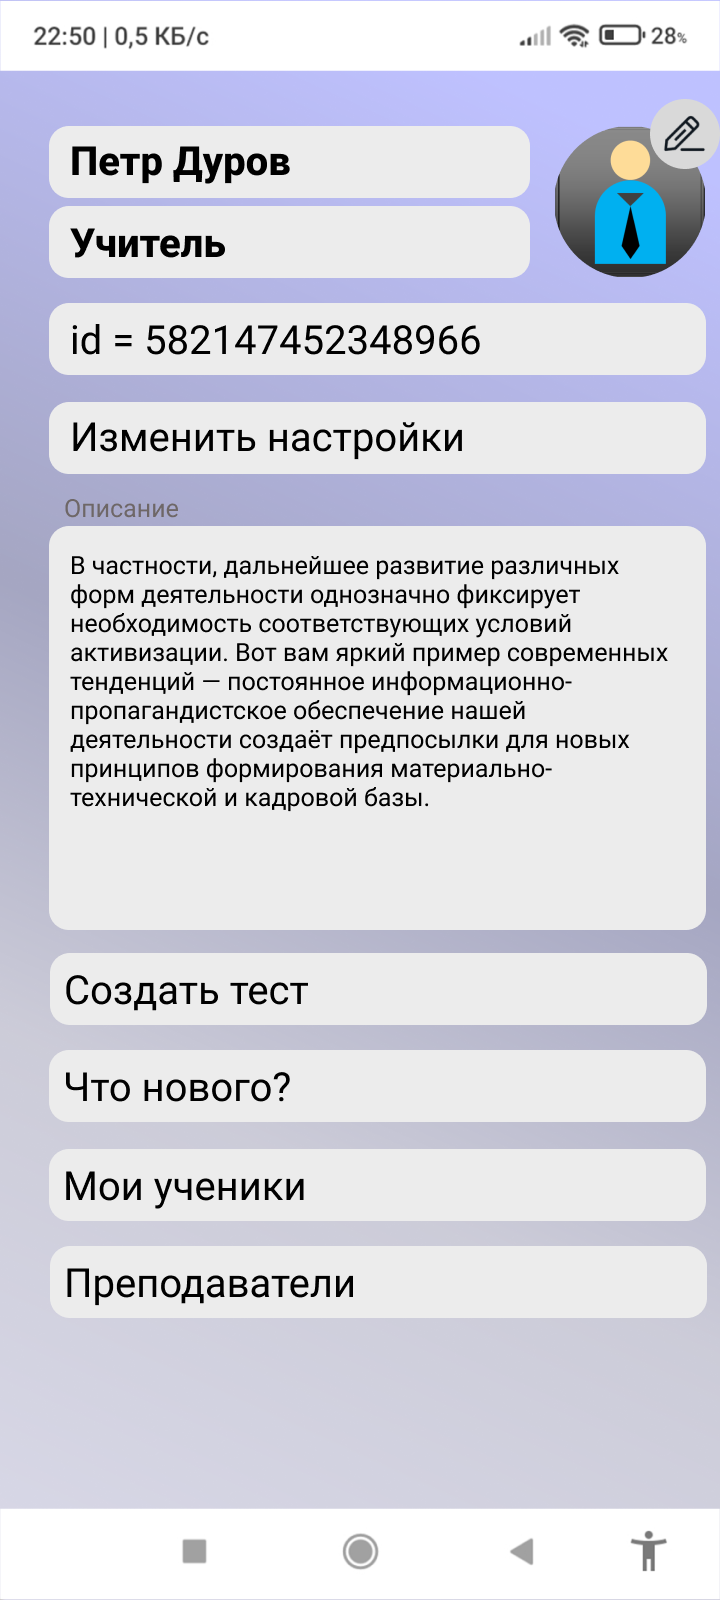 22:50 | 0,5 КБ/с 28%
Петр Дуров
Учитель
id = 582147452348966
Изменить настройки
Описание
В частности, дальнейшее развитие различных
форм деятельности однозначно фиксирует
необходимость соответствующих условий
активизации. Вот вам яркий пример современных
тенденций — постоянное информационно-
пропагандистское обеспечение нашей
деятельности создаёт предпосылки для новых
принципов формирования материально-
технической и кадровой базы.
Создать тест
Что нового?
Мои ученики
Преподаватели